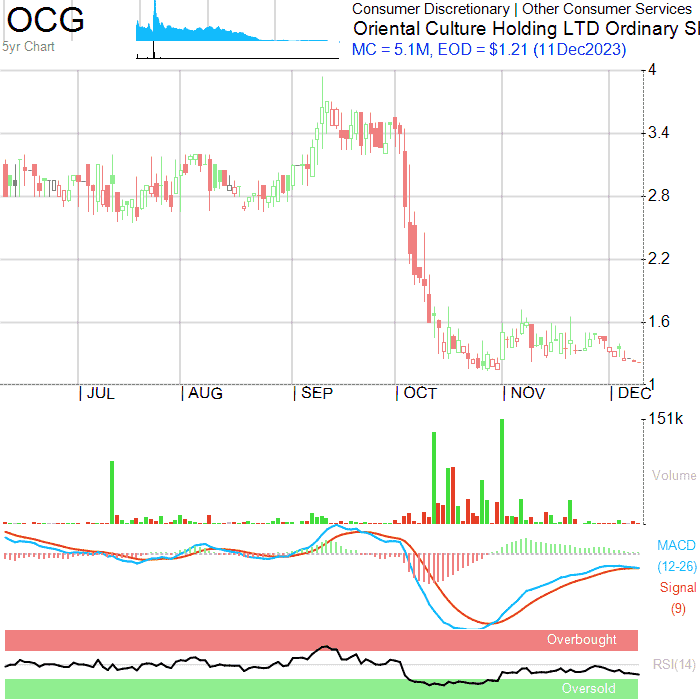 OCG
5yr Chart
Consumer Discretionary | Other Consumer Services
Oriental Culture Holding LTD Ordinary Sl
MC = 5.1M, EOD = $1.21 (11Dec2023)
4
3.4
2.8
2.2
1.6
1
JUL AUG SEP OCT NOV DEC
151k
Volume
MACD
(12-26)
Signal
(9)
Overbought
RSI(14)
Oversold